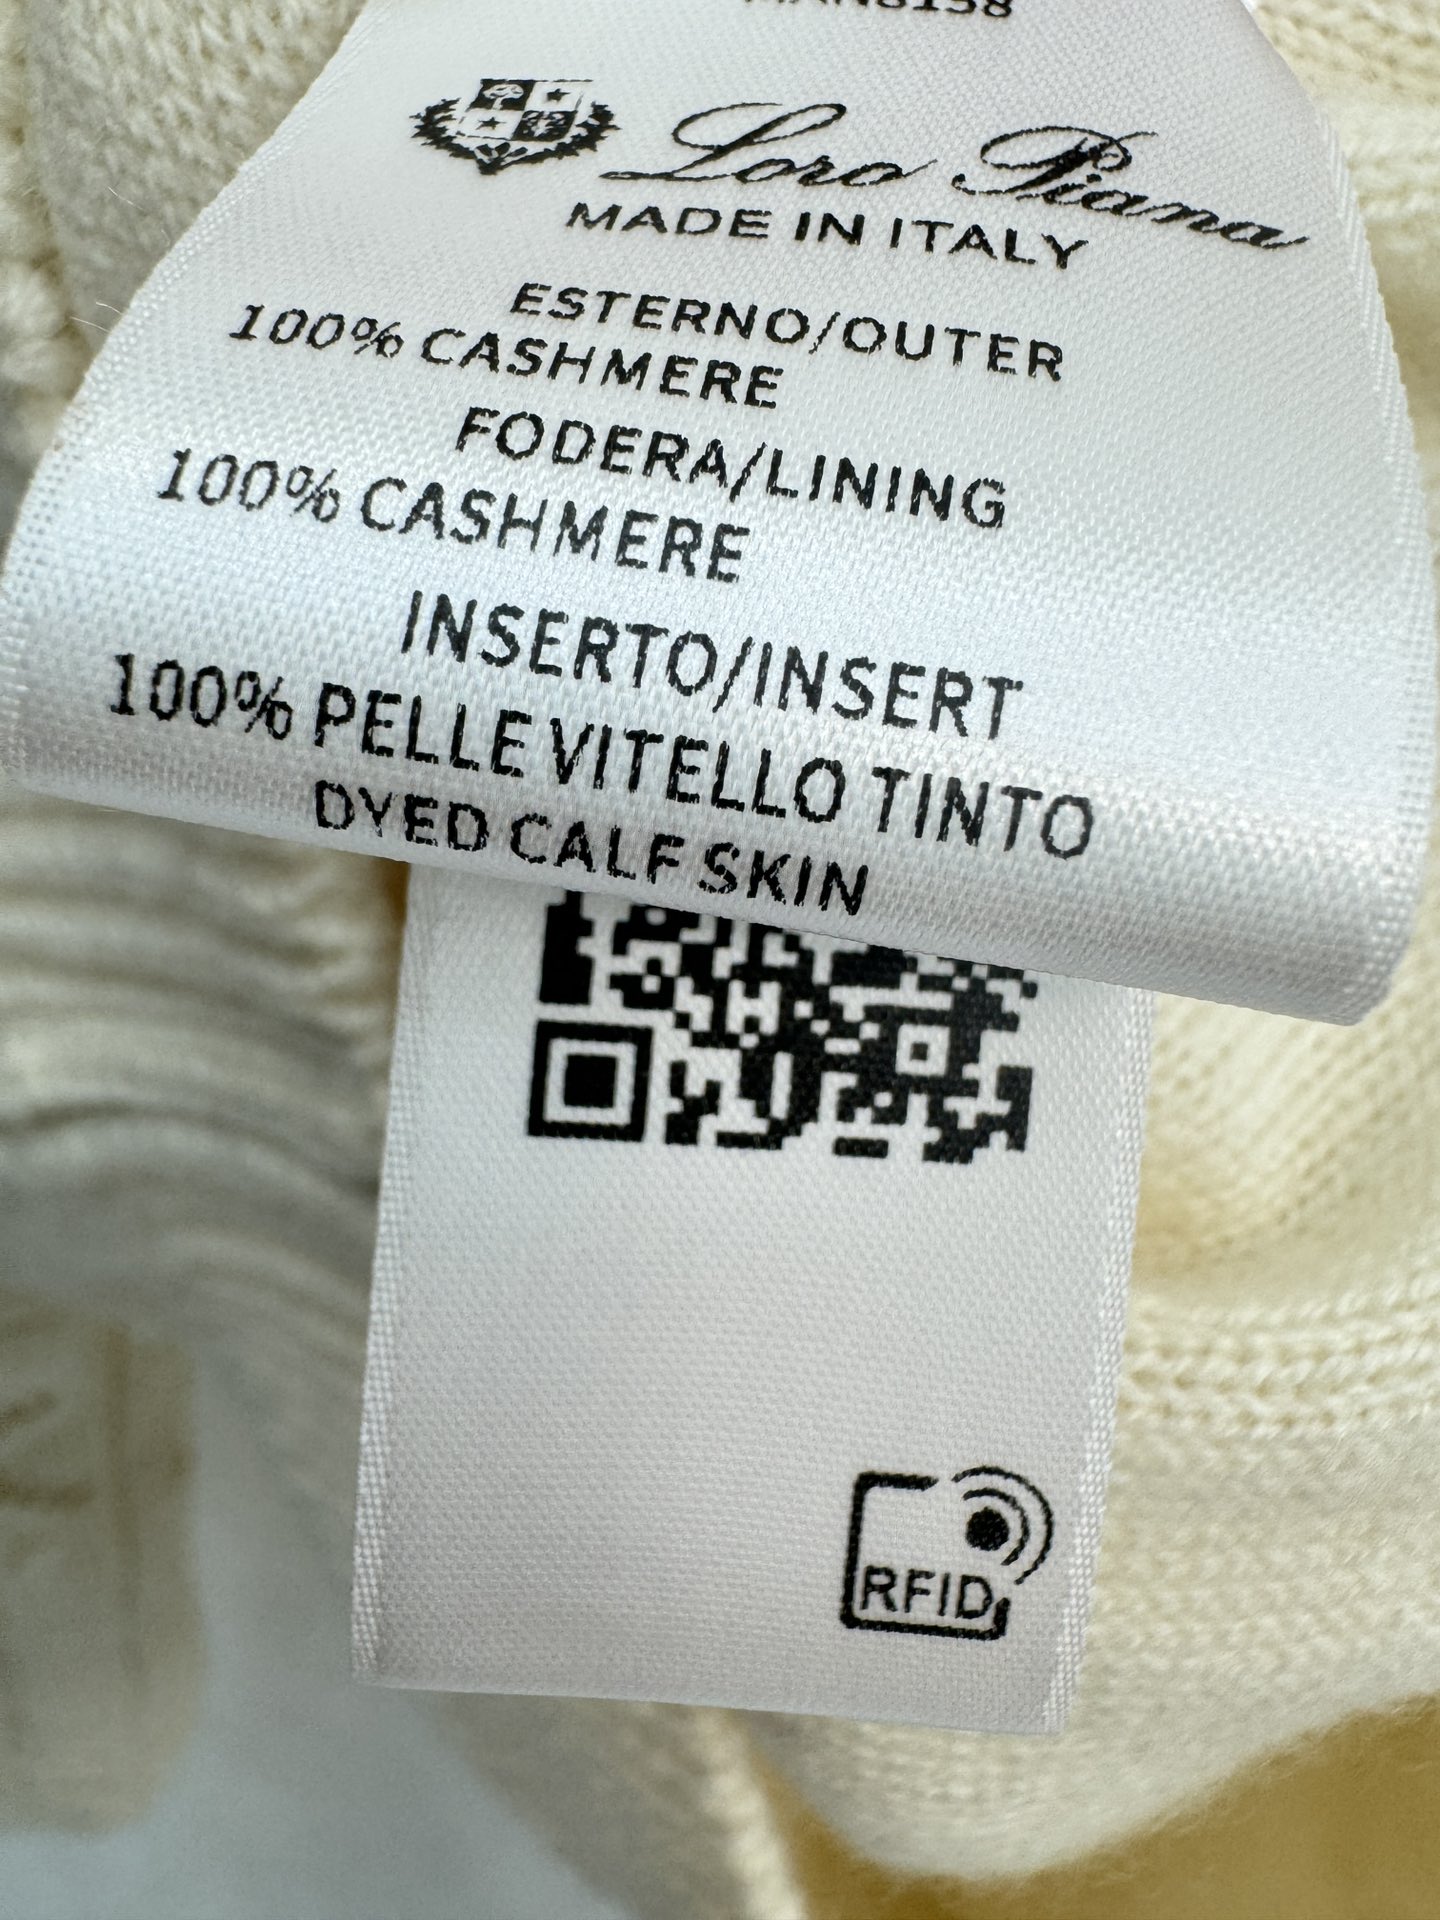 Loro Piana
MADE IN ITALY
ESTERNO/OUTER
100% CASHMERE
FODERA/LINING
100% CASHMERE
INSERTO/INSERT
100% PELLE VITELLO TINTO
DYED CALF SKIN
RFID